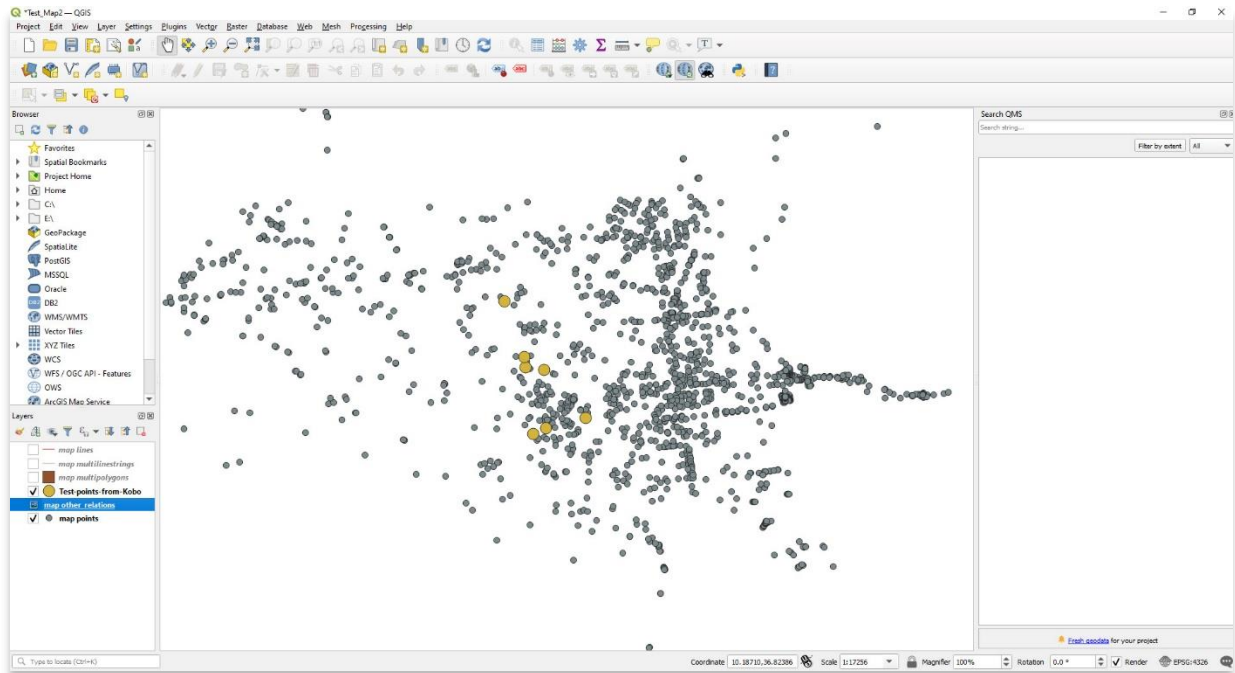 *Test_Map2 — QGIS
Project Edit View Layer Settings Plugins Vector Raster Database Web Mesh Processing Help
Browser
Favorites
Spatial Bookmarks
Project Home
Home
C:\
E:\
GeoPackage
SpatiaLite
PostGIS
MSSQL
Oracle
DB2
WMS/WMTS
Vector Tiles
XYZ Tiles
WCS
WFS / OGC API - Features
OWS
ArcGIS Map Service
Layers
map lines
map multilinestrings
map multipolygons
Test-points-from-Kobo
map other_relations
map points
Search QMS
Search string...
Filter by extent All
Fresh geodata for your project
Type to locate (Ctrl+K)
Coordinate 10.18710,36.82386 Scale 1:17256 Magnifier 100% Rotation 0.0 ° Render EPSG:4326